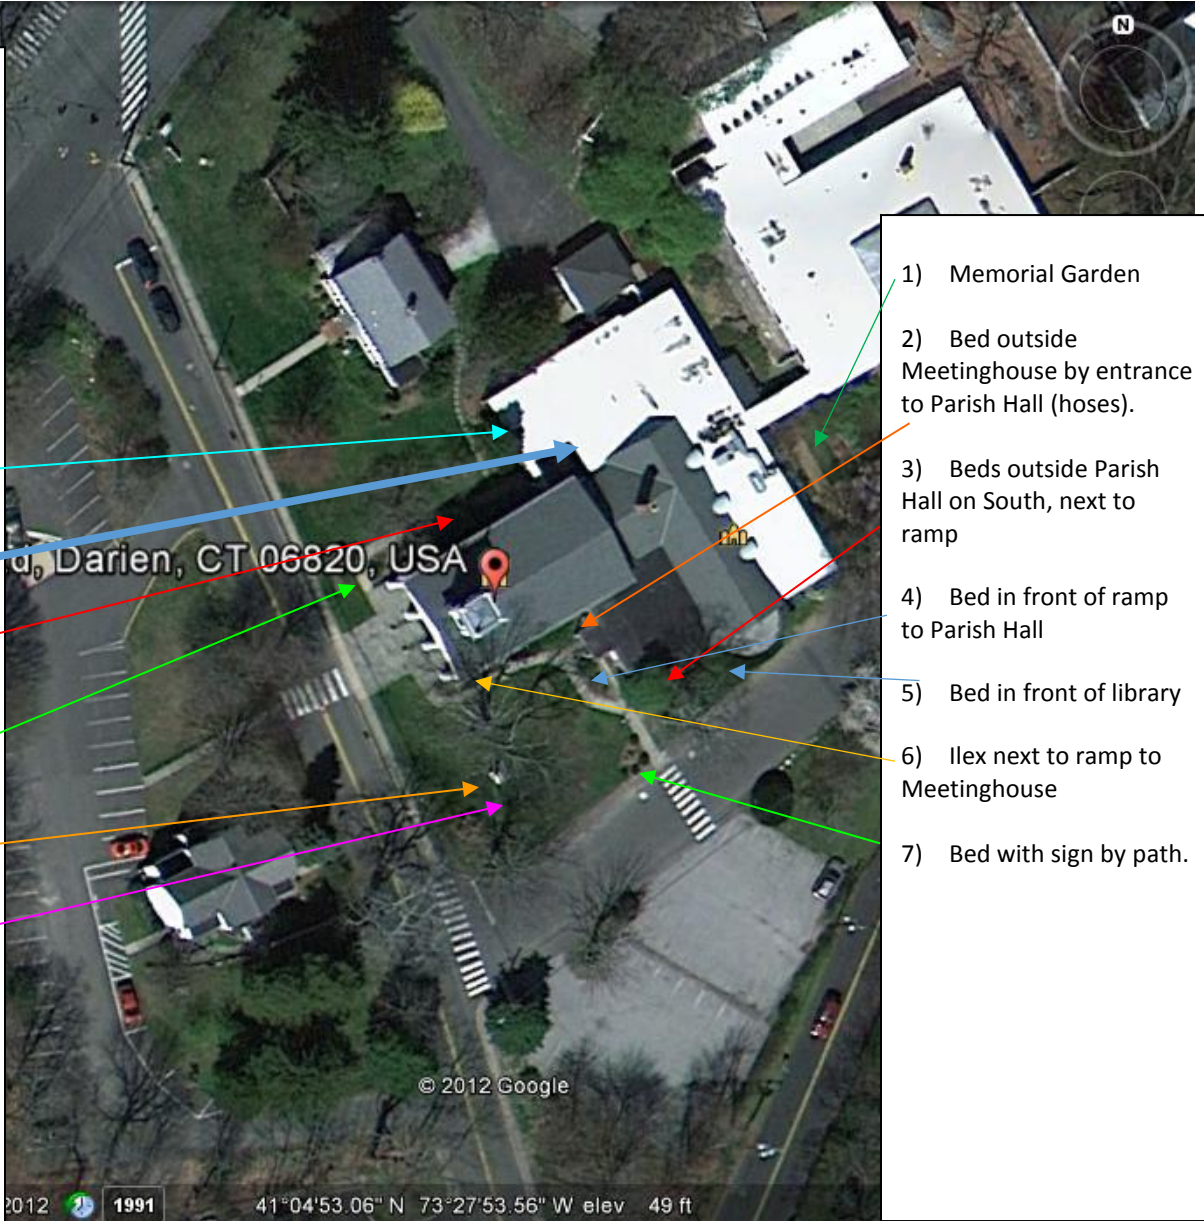 N
1) Memorial Garden
2) Bed outside
Meetinghouse by entrance
to Parish Hall (hoses).
3) Beds outside Parish
Hall on South, next to
ramp
4) Bed in front of ramp
to Parish Hall
5) Bed in front of library
6) Ilex next to ramp to
Meetinghouse
7) Bed with sign by path.
d, Darien, CT 06820, USA
© 2012 Google
2012 1991 41°04'53.06" N 73°27'53.56" W elev 49 ft